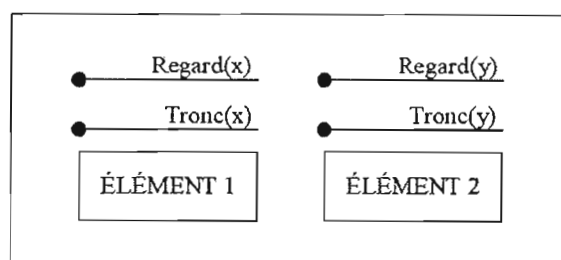 Regard(x) Regard(y)
Tronc(x) Tronc(y)
ÉLÉMENT 1 ÉLÉMENT 2